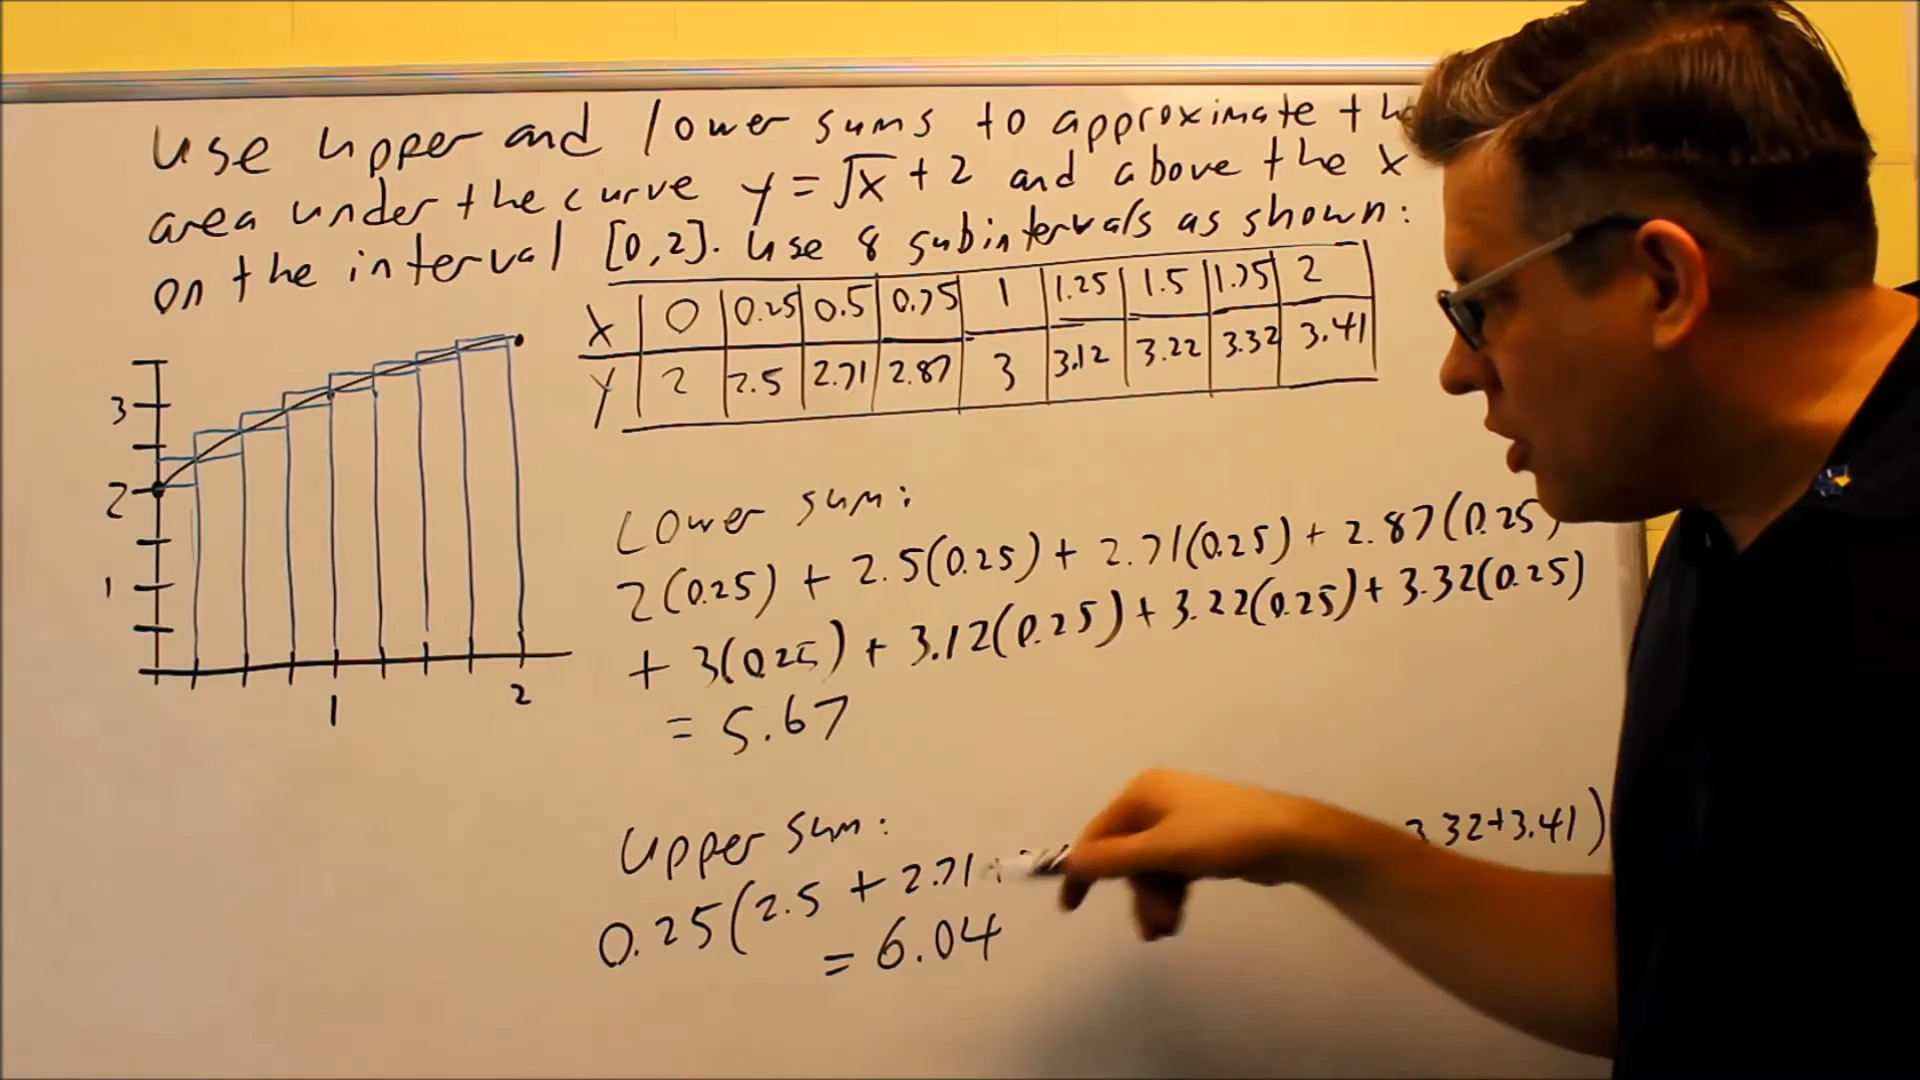 Use upper and lower sums to approximate the
area under the curve y = √x + 2 and above the x
on the interval [0,2]. Use 8 subintervals as shown:
X 0 0.25 0.5 0.75 1 1.25 1.5 1.75 2
Y 2 2.5 2.71 2.87 3 3.12 3.22 3.32 3.41
3
2
1
1 2
Lower sum:
2(0.25) + 2.5(0.25) + 2.71(0.25) + 2.87(0.25)
+ 3(0.25) + 3.12(0.25) + 3.22(0.25) + 3.32(0.25)
= 5.67
Upper sum:
0.25(2.5 + 2.71 + 3.32+3.41)
= 6.04